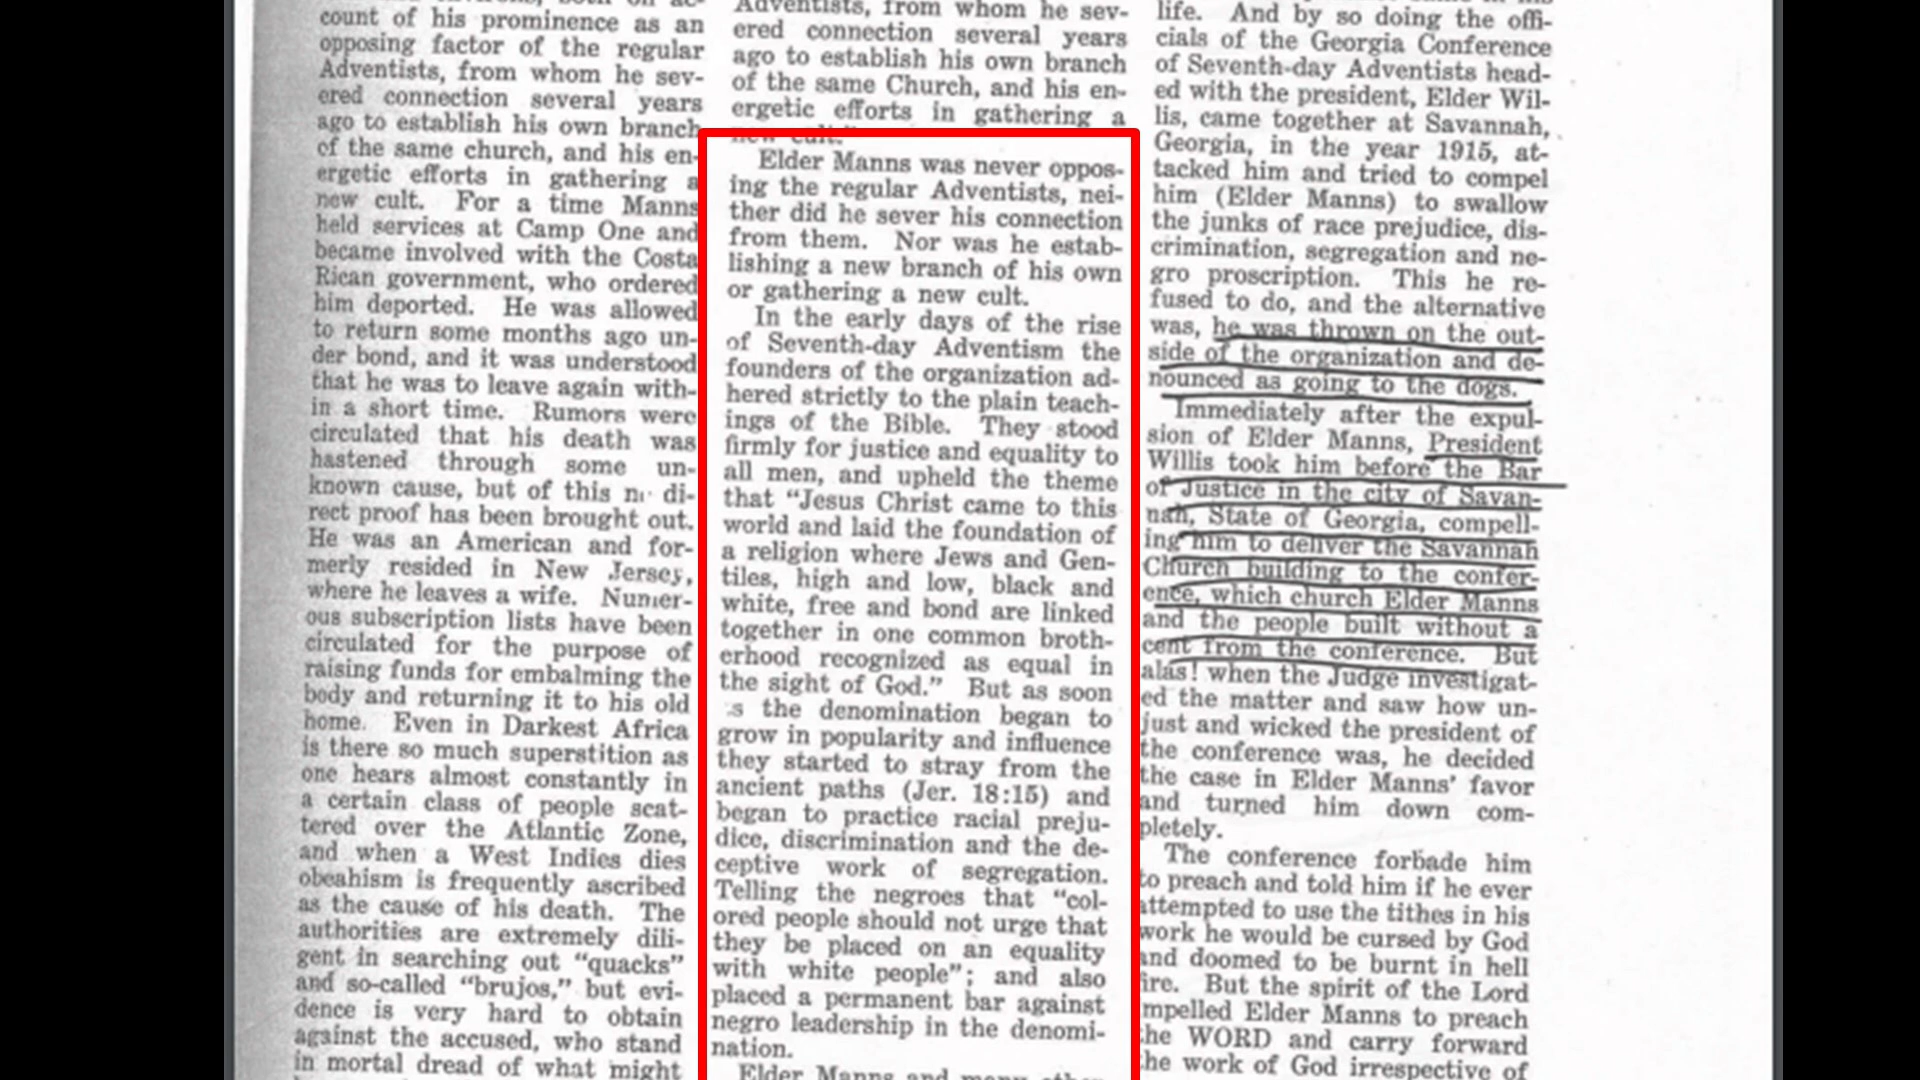 count of his prominence as an
opposing factor of the regular
Adventists, from whom he sev-
ered connection several years
ago to establish his own branch
of the same church, and his en-
ergetic efforts in gathering a
new cult. For a time Manns
held services at Camp One and
became involved with the Costa
Rican government, who ordered
him deported. He was allowed
to return some months ago un-
der bond, and it was understood
that he was to leave again with-
in a short time. Rumors were
circulated that his death was
hastened through some un-
known cause, but of this no di-
rect proof has been brought out.
He was an American and for-
merly resided in New Jersey,
where he leaves a wife. Numer-
ous subscription lists have been
circulated for the purpose of
raising funds for embalming the
body and returning it to his old
home. Even in Darkest Africa
is there so much superstition as
one hears almost constantly in
a certain class of people scat-
tered over the Atlantic Zone,
and when a West Indies dies
obeahism is frequently ascribed
as the cause of his death. The
authorities are extremely dili-
gent in searching out "quacks"
and so-called "brujos," but evi-
dence is very hard to obtain
against the accused, who stand
in mortal dread of what might
Adventists, from whom he sev-
ered connection several years
ago to establish his own branch
of the same Church, and his en-
ergetic efforts in gathering a
new cult."
Elder Manns was never oppos-
ing the regular Adventists, nei-
ther did he sever his connection
from them. Nor was he estab-
lishing a new branch of his own
or gathering a new cult.
In the early days of the rise
of Seventh-day Adventism the
founders of the organization ad-
hered strictly to the plain teach-
ings of the Bible. They stood
firmly for justice and equality to
all men, and upheld the theme
that "Jesus Christ came to this
world and laid the foundation of
a religion where Jews and Gen-
tiles, high and low, black and
white, free and bond are linked
together in one common broth-
erhood recognized as equal in
the sight of God." But as soon
s the denomination began to
grow in popularity and influence
they started to stray from the
ancient paths (Jer. 18:15) and
began to practice racial preju-
dice, discrimination and the de-
ceptive work of segregation.
Telling the negroes that "col-
ored people should not urge that
they be placed on an equality
with white people"; and also
placed a permanent bar against
negro leadership in the denomi-
nation.
Elder Manns and many other
life. And by so doing the offi-
cials of the Georgia Conference
of Seventh-day Adventists head-
ed with the president, Elder Wil-
lis, came together at Savannah,
Georgia, in the year 1915, at-
tacked him and tried to compel
him (Elder Manns) to swallow
the junks of race prejudice, dis-
crimination, segregation and ne-
gro proscription. This he re-
fused to do, and the alternative
was, he was thrown on the out-
side of the organization and de-
nounced as going to the dogs.
Immediately after the expul-
sion of Elder Manns, President
Willis took him before the Bar
of Justice in the city of Savan-
nah, State of Georgia, compell-
ing him to deliver the Savannah
Church building to the confer-
ence, which church Elder Manns
and the people built without a
cent from the conference. But
alas! when the Judge investigat-
ed the matter and saw how un-
just and wicked the president of
the conference was, he decided
the case in Elder Manns' favor
and turned him down com-
pletely.
The conference forbade him
to preach and told him if he ever
attempted to use the tithes in his
work he would be cursed by God
and doomed to be burnt in hell
ire. But the spirit of the Lord
mpelled Elder Manns to preach
the WORD and carry forward
the work of God irrespective of